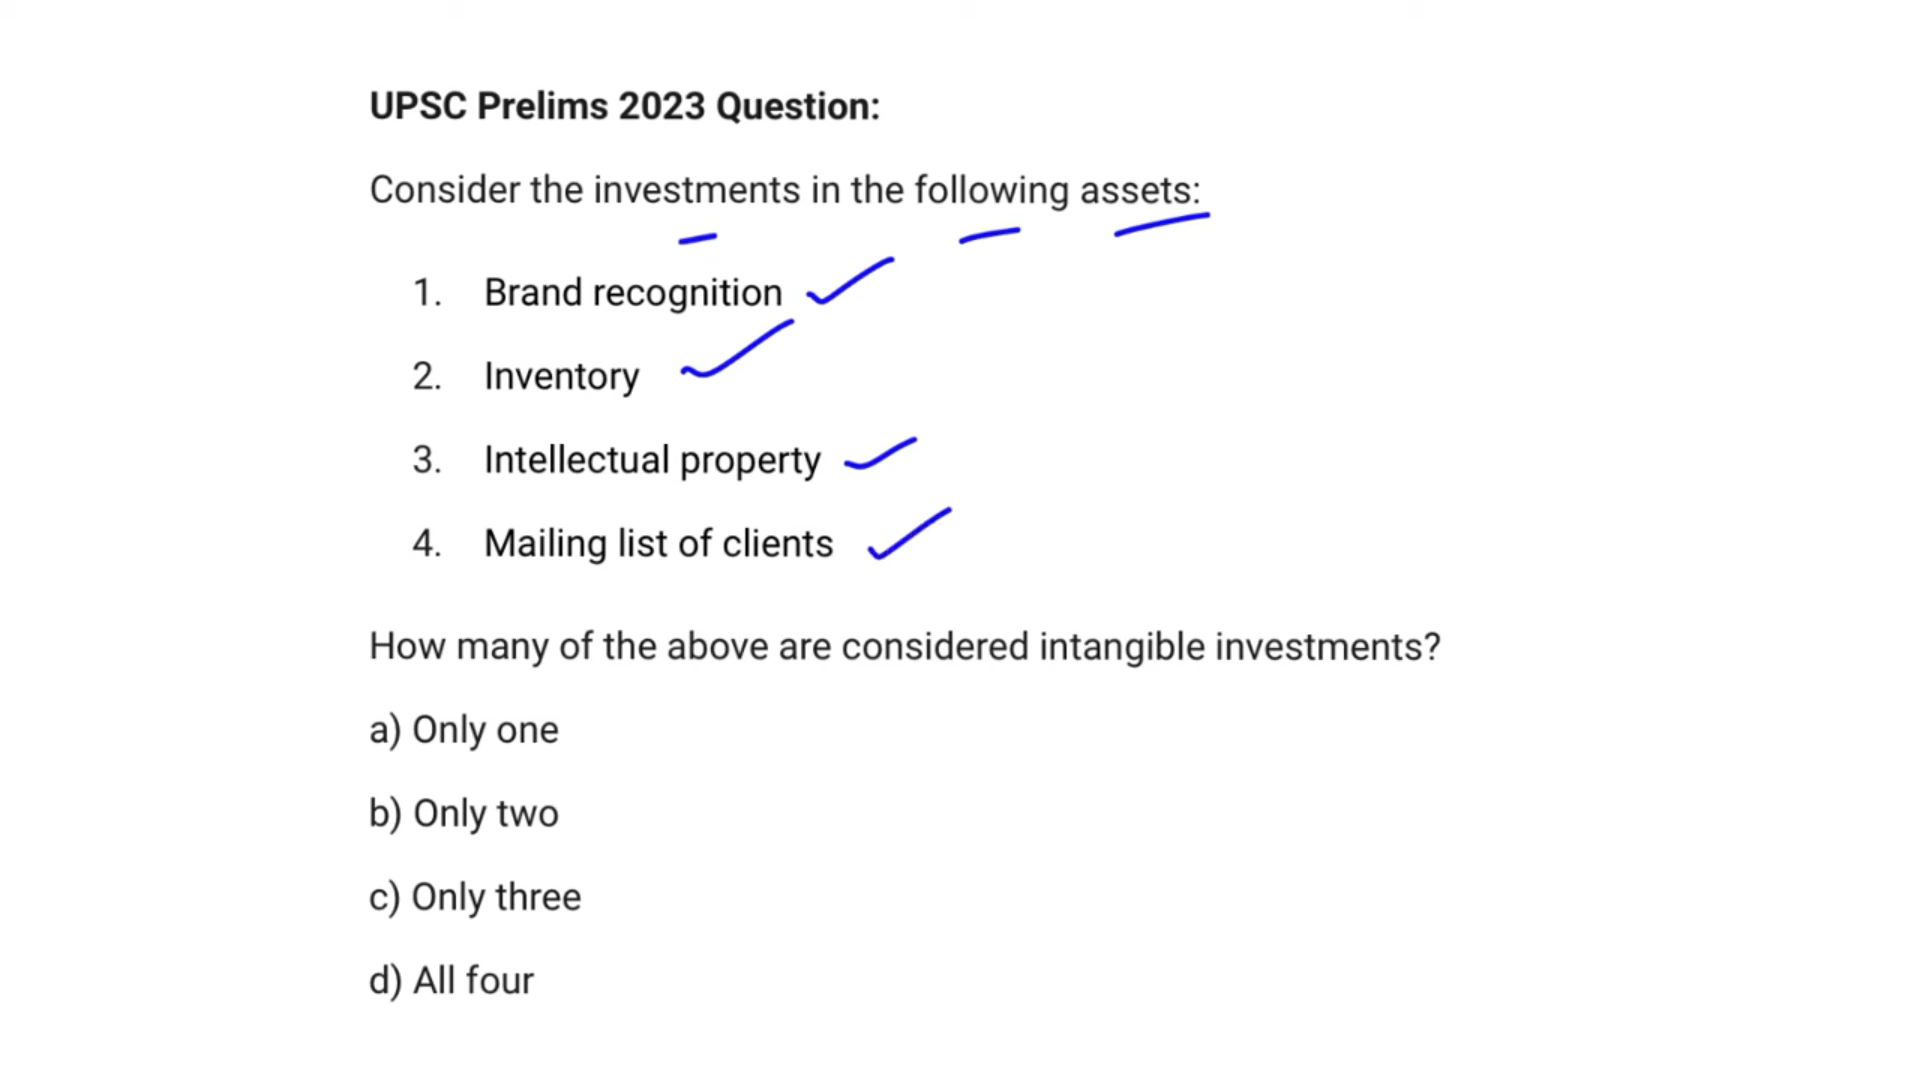 UPSC Prelims 2023 Question:
Consider the investments in the following assets:
1. Brand recognition
2. Inventory
3. Intellectual property
4. Mailing list of clients
How many of the above are considered intangible investments?
a) Only one
b) Only two
c) Only three
d) All four